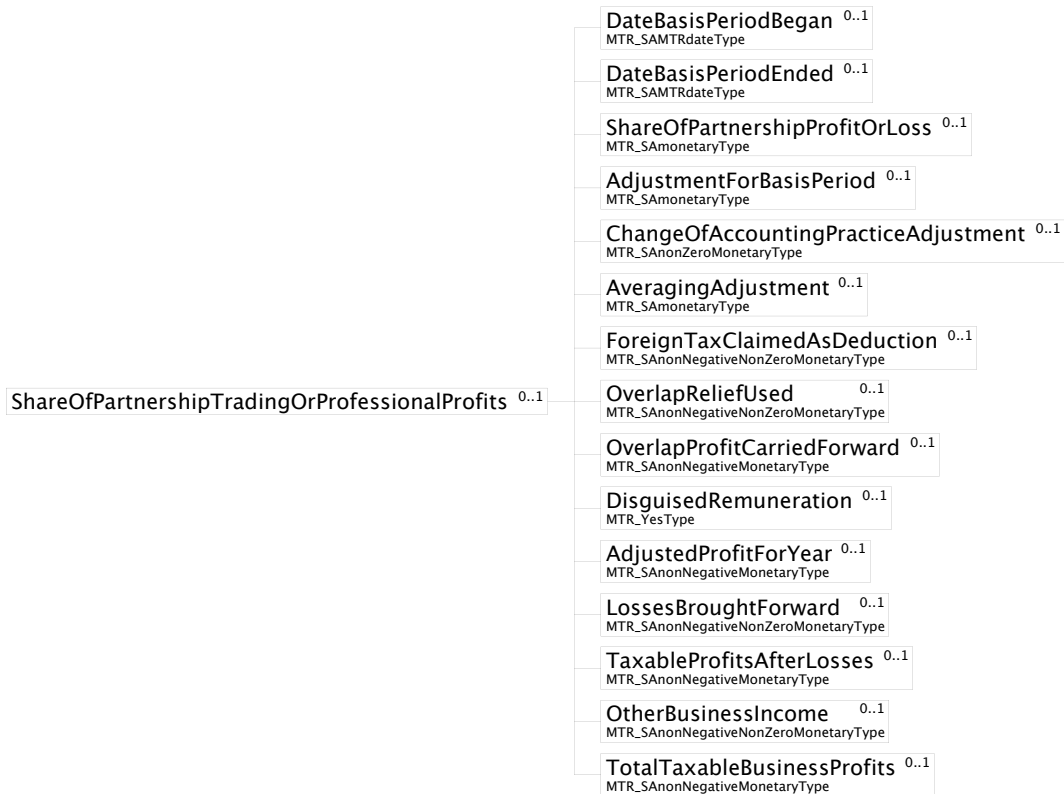 DateBasisPeriodBegan 0..1
MTR_SAMTRdateType
DateBasisPeriodEnded 0..1
MTR_SAMTRdateType
ShareOfPartnershipProfitOrLoss 0..1
MTR_SAmonetaryType
AdjustmentForBasisPeriod 0..1
MTR_SAmonetaryType
ChangeOfAccountingPracticeAdjustment 0..1
MTR_SAnonZeroMonetaryType
AveragingAdjustment 0..1
MTR_SAmonetaryType
ForeignTaxClaimedAsDeduction 0..1
MTR_SAnonNegativeNonZeroMonetaryType
ShareOfPartnershipTradingOrProfessionalProfits 0..1
OverlapReliefUsed 0..1
MTR_SAnonNegativeNonZeroMonetaryType
OverlapProfitCarriedForward 0..1
MTR_SAnonNegativeMonetaryType
DisguisedRemuneration 0..1
MTR_YesType
AdjustedProfitForYear 0..1
MTR_SAnonNegativeMonetaryType
LossesBroughtForward 0..1
MTR_SAnonNegativeNonZeroMonetaryType
TaxableProfitsAfterLosses 0..1
MTR_SAnonNegativeMonetaryType
OtherBusinessIncome 0..1
MTR_SAnonNegativeNonZeroMonetaryType
TotalTaxableBusinessProfits 0..1
MTR_SAnonNegativeMonetaryType